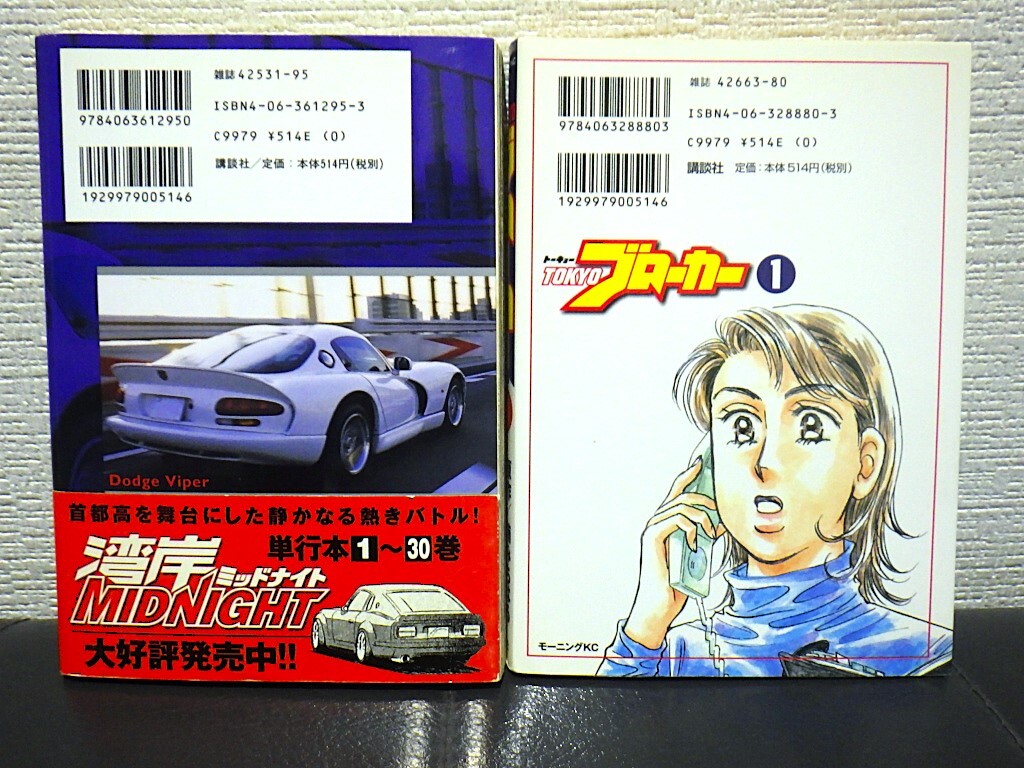 雑誌 42531-95
ISBN4-06-361295-3
9784063612950
C9979 ¥514E (0)
講談社／定価：本体514円(税別)
1929979005146
Dodge Viper
首都高を舞台にした静かなる熱きバトル!
単行本1〜30巻
湾岸
ミッドナイト
MIDNIGHT
大好評発売中!!
雑誌 42663-80
ISBN4-06-328880-3
9784063288803
C9979 ¥514E (0)
講談社 定価:本体514円(税別)
1929979005146
トーキョー
TOKYOブローカー 1
モーニングKC